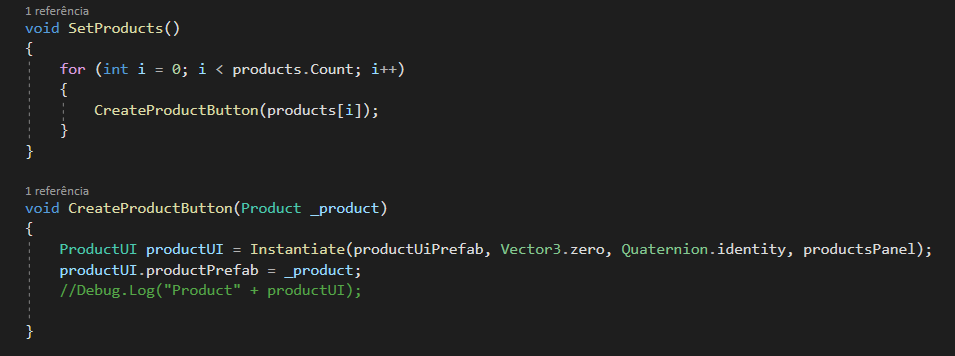 1 referência
void SetProducts()
{
for (int i = 0; i < products.Count; i++)
{
CreateProductButton(products[i]);
}
}
1 referência
void CreateProductButton(Product _product)
{
ProductUI productUI = Instantiate(productUiPrefab, Vector3.zero, Quaternion.identity, productsPanel);
productUI.productPrefab = _product;
//Debug.Log("Product" + productUI);
}